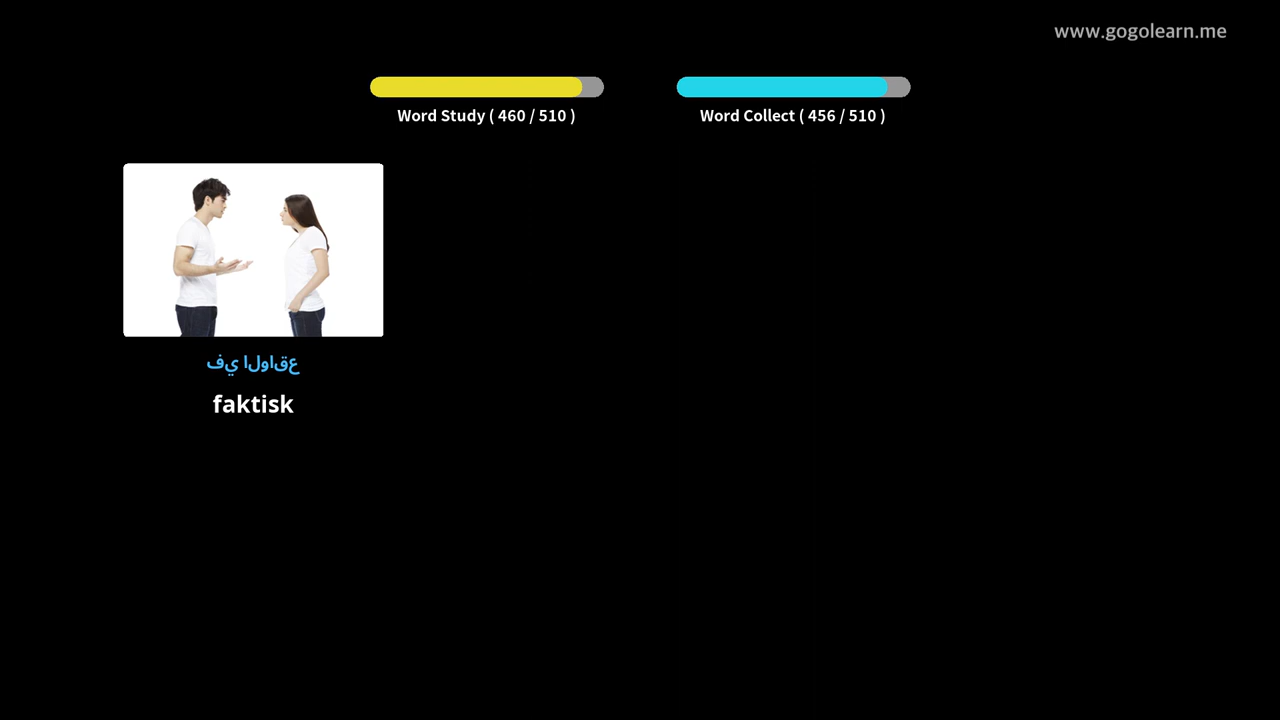 www.gogolearn.me
Word Study ( 460 / 510 )
Word Collect ( 456 / 510 )
في الواقع
faktisk